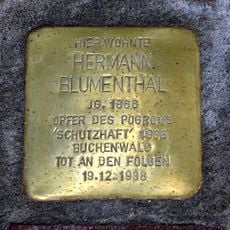 HIER WOHNTE
HERMANN
BLUMENTHAL
JG. 1868
OPFER DES POGROMS
'SCHUTZHAFT' 1938
BUCHENWALD
TOT AN DEN FOLGEN
19.12.1938